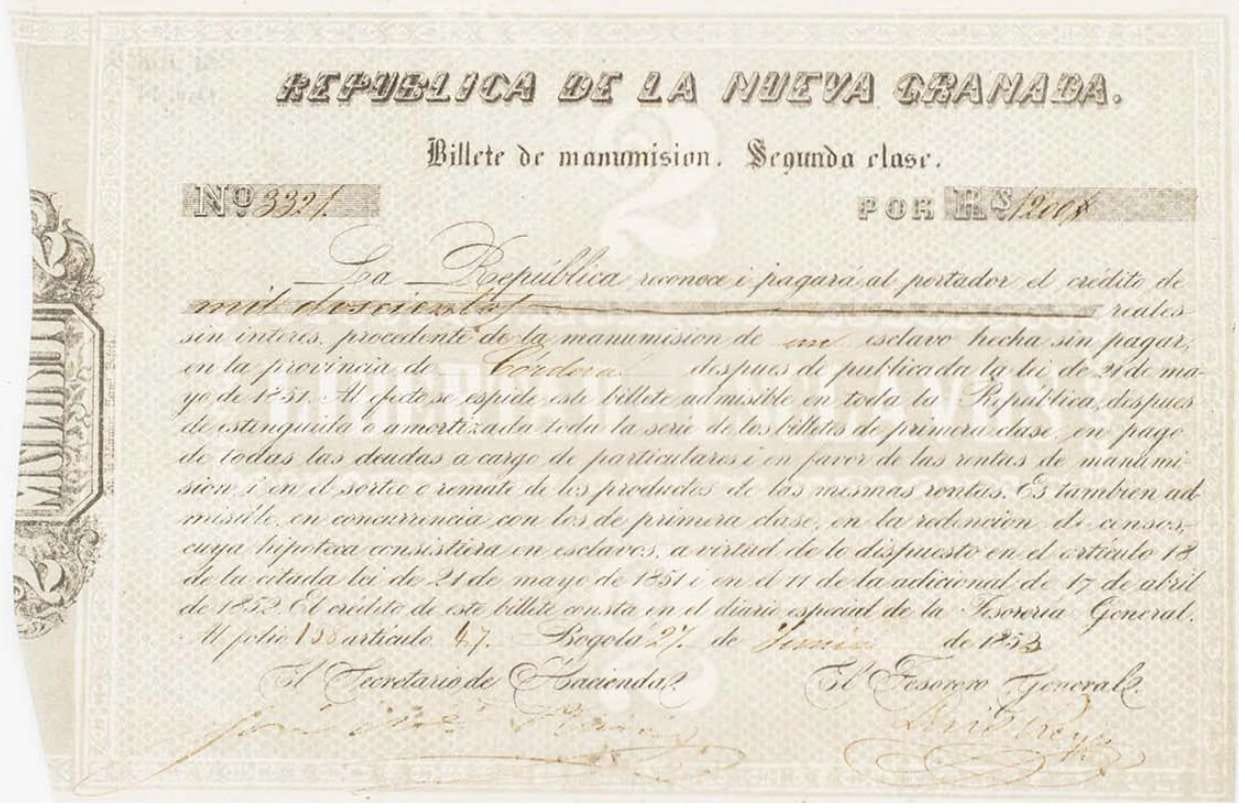 REPUBLICA DE LA NUEVA GRANADA.
Billete de manumision. Segunda clase.
Nº 3321. POR Rs. 1200
La República reconoce i pagará al portador el crédito de
mil doscientos reales
sin interes, procedente de la manumision de un esclavo hecha sin pagar,
en la provincia de Córdova despues de publicada la lei de 21 de ma-
yo de 1851. Al efecto se espide este billete admisible en toda la República, despues
de estinguida o amortizada toda la serie de los billetes de primera clase, en pago
de todas las deudas a cargo de particulares i en favor de las rentas de manumi-
sion i en el sorteo o remate de los productos de las mesmas rentas. Es tambien ad-
misible, en concurrencia con los de primera clase, en la redencion de censos,
cuya hipoteca consistiera en esclavos, a virtud de lo dispuesto en el artículo 18
de la citada lei de 21 de mayo de 1851 i en el 11 de la adicional de 17 de abril
de 1852. El crédito de este billete consta en el diario especial de la Tesorería General.
Al folio 188 artículo 47. Bogotá 27. de Junio de 1853
El Secretario de Hacienda. El Tesorero General.
2
LIBERTAD DE ESCLAVOS